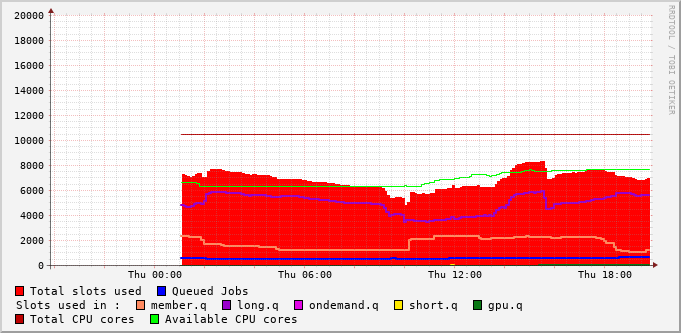 RRDTOOL / TOBI OETIKER
20000
18000
16000
14000
12000
10000
8000
6000
4000
2000
0
Thu 00:00 Thu 06:00 Thu 12:00 Thu 18:00
Total slots used Queued Jobs
Slots used in : member.q long.q ondemand.q short.q gpu.q
Total CPU cores Available CPU cores